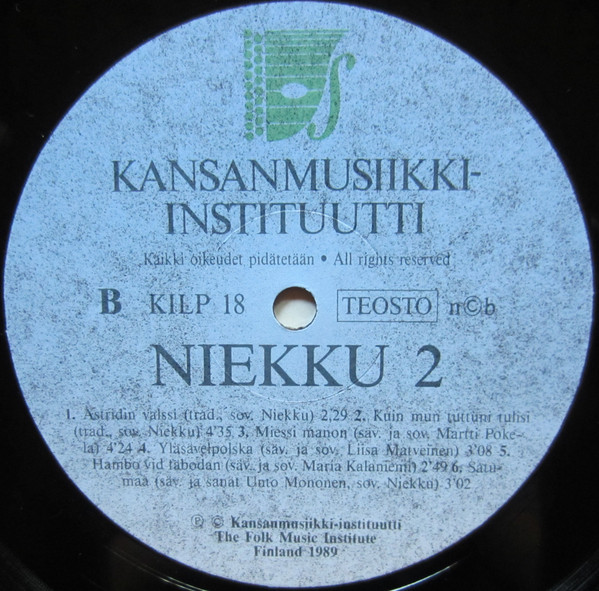 KANSANMUSIIKKI-
INSTITUUTTI
Kaikki oikeudet pidätetään • All rights reserved
B KILP 18 TEOSTO n©b
NIEKKU 2
1. Astridin valssi (trad., sov. Niekku) 2,29 2. Kuin mun tuttuni tulisi
(trad., sov. Niekku) 4'35 3. Miessi manon (säv. ja sov. Martti Poke-
la) 4'24 4. Yläsävelpolska (säv. ja sov. Liisa Matveinen) 3'08 5.
Hambo vid fäbodan (säv. ja sov. Maria Kalaniemi) 2'49 6. Satu-
maa (säv. ja sanat Unto Mononen, sov. Niekku) 3'02
℗ © Kansanmusiikki-instituutti
The Folk Music Institute
Finland 1989